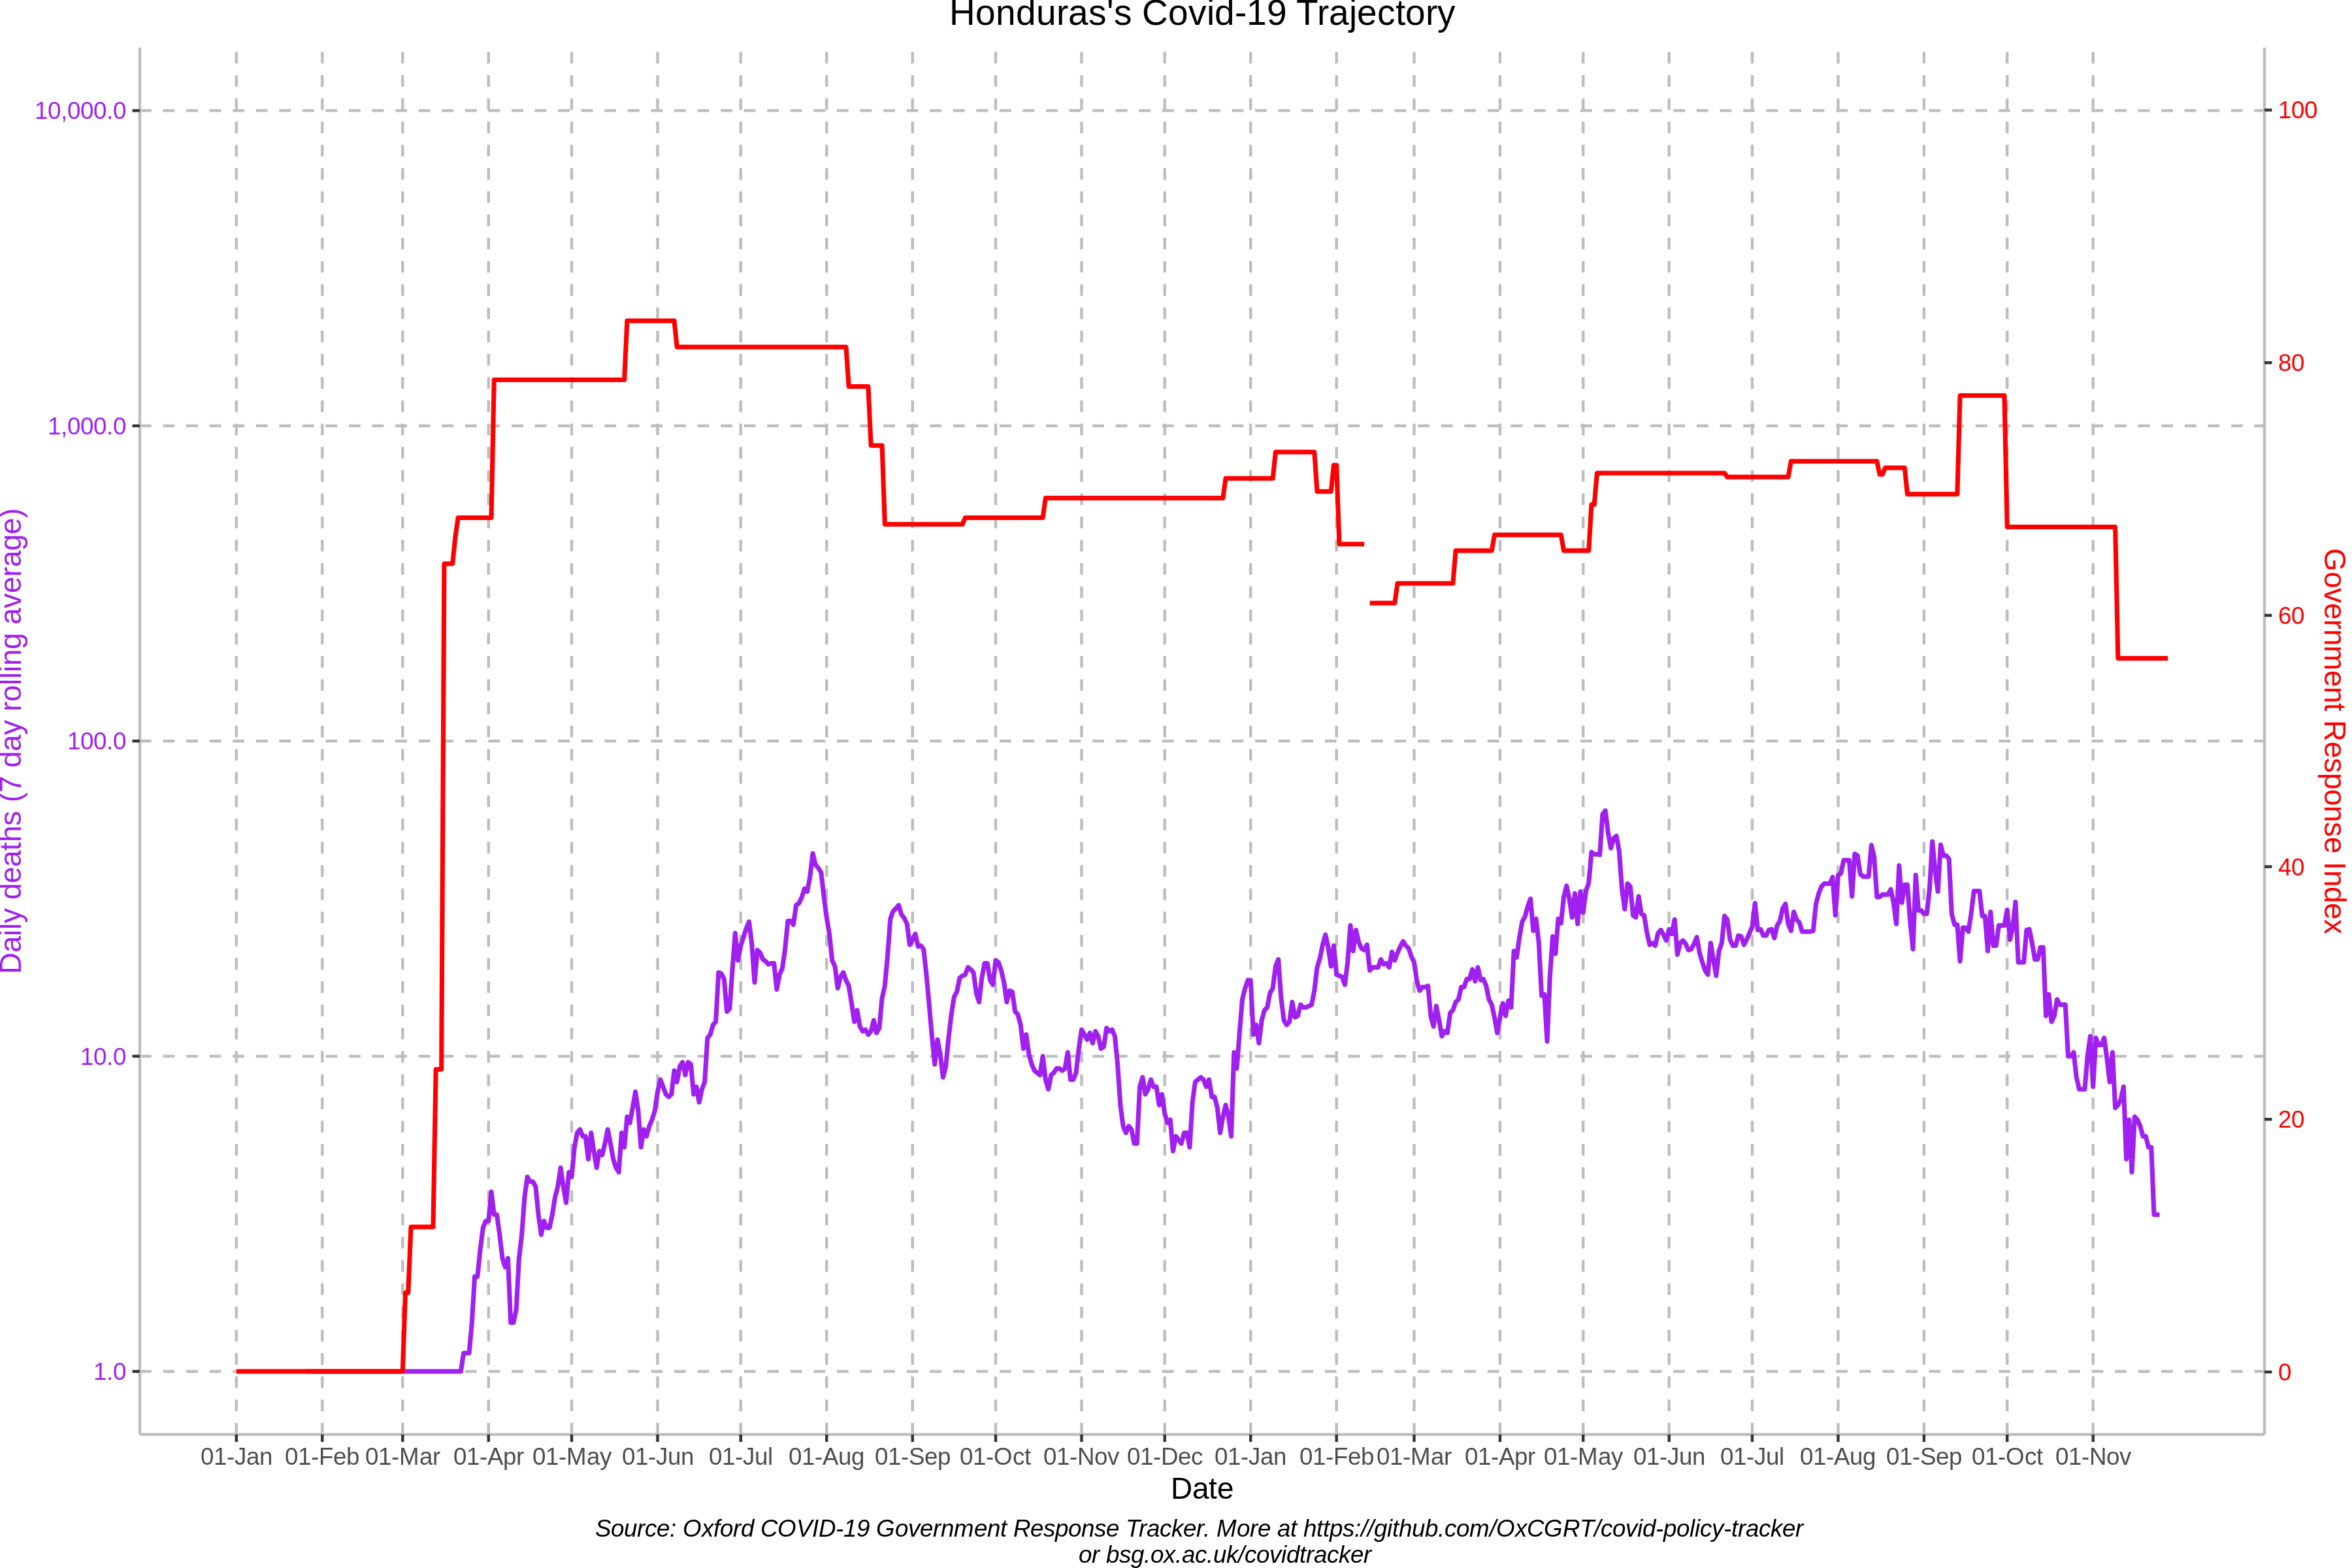 Honduras's Covid-19 Trajectory
10,000.0
1,000.0
100.0
10.0
1.0
Daily deaths (7 day rolling average)
100
80
60
40
20
0
Government Response Index
01-Jan 01-Feb 01-Mar 01-Apr 01-May 01-Jun 01-Jul 01-Aug 01-Sep 01-Oct 01-Nov 01-Dec 01-Jan 01-Feb 01-Mar 01-Apr 01-May 01-Jun 01-Jul 01-Aug 01-Sep 01-Oct 01-Nov
Date
Source: Oxford COVID-19 Government Response Tracker. More at https://github.com/OxCGRT/covid-policy-tracker
or bsg.ox.ac.uk/covidtracker